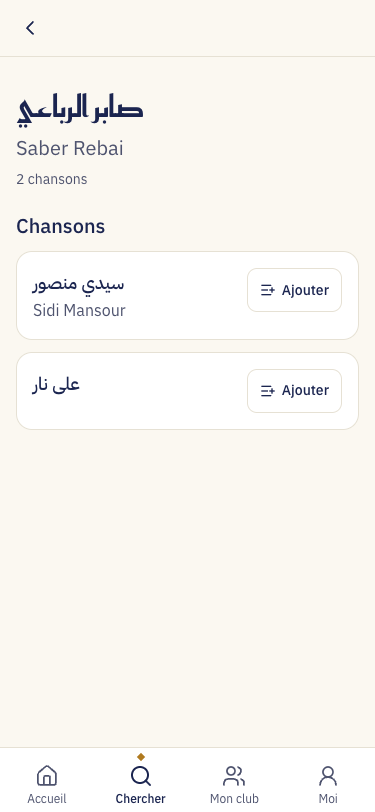 صابر الرباعي
Saber Rebai
2 chansons
Chansons
سيدي منصور
Sidi Mansour
Ajouter
على نار
Ajouter
Accueil
Chercher
Mon club
Moi